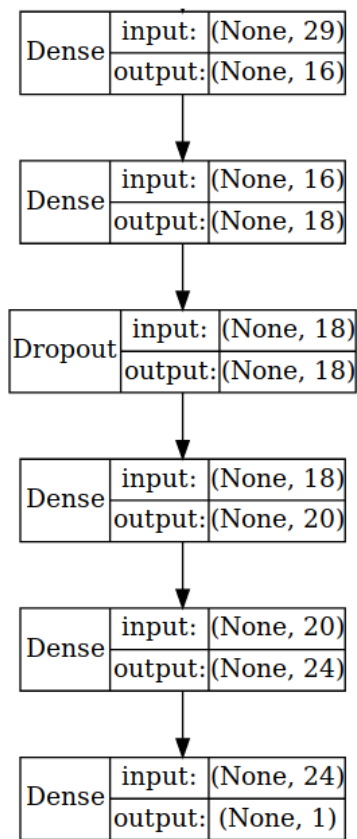 Dense input: (None, 29)
output: (None, 16)
Dense input: (None, 16)
output: (None, 18)
Dropout input: (None, 18)
output: (None, 18)
Dense input: (None, 18)
output: (None, 20)
Dense input: (None, 20)
output: (None, 24)
Dense input: (None, 24)
output: (None, 1)